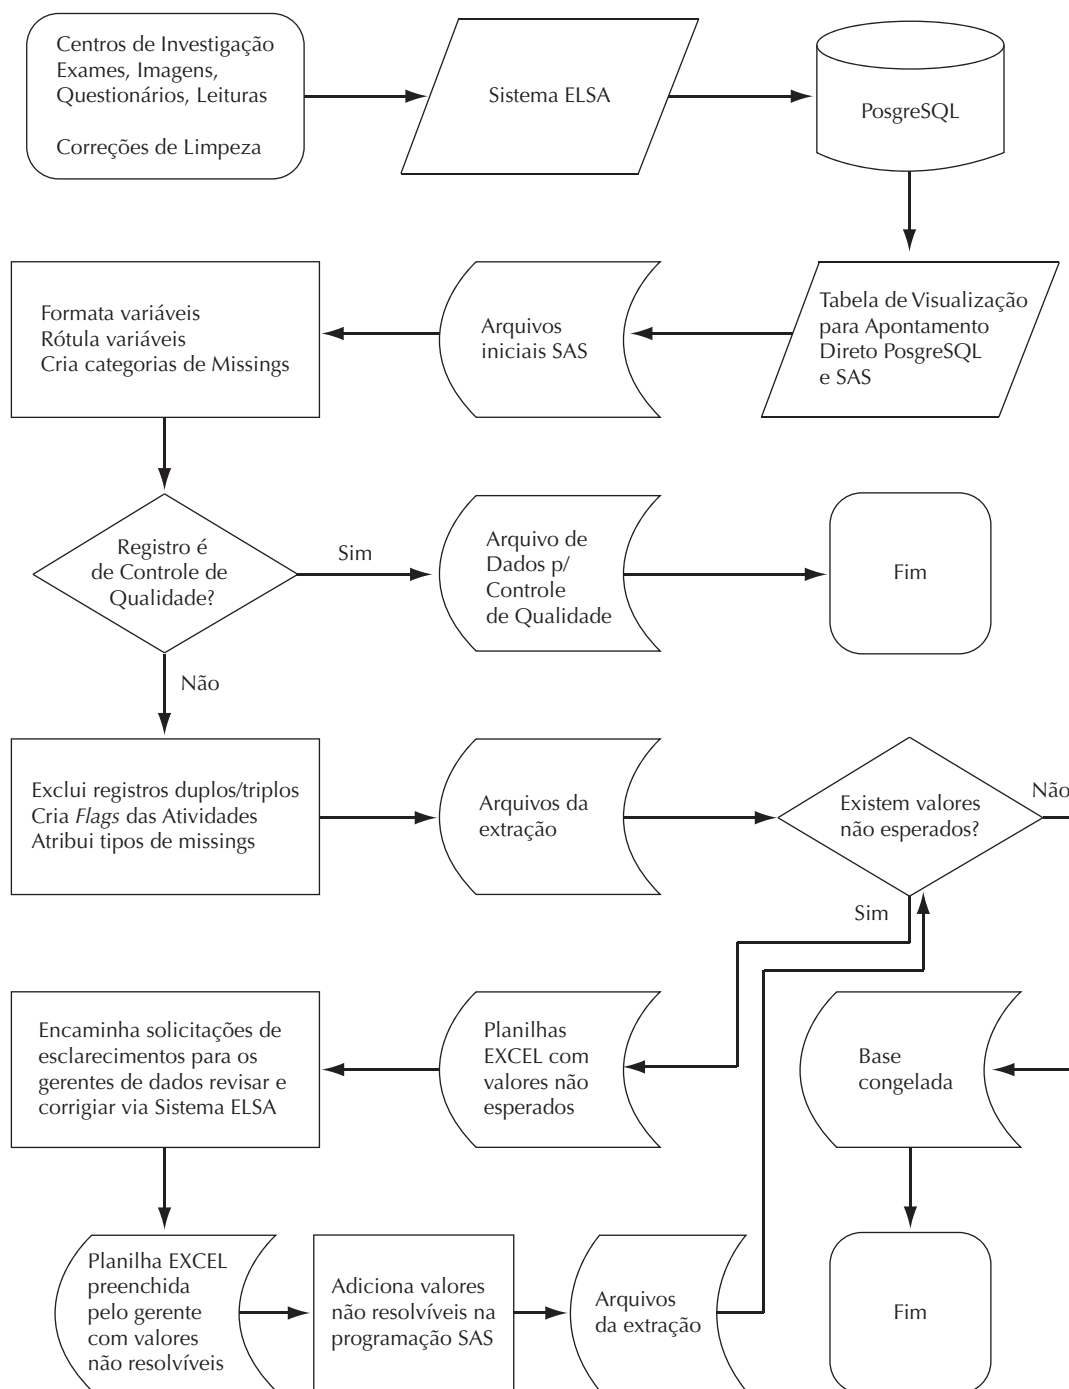 Centros de Investigação
Exames, Imagens,
Questionários, Leituras
Correções de Limpeza
Sistema ELSA
PosgreSQL
Formata variáveis
Rótula variáveis
Cria categorias de Missings
Arquivos
iniciais SAS
Tabela de Visualização
para Apontamento
Direto PosgreSQL
e SAS
Registro é
de Controle de
Qualidade?
Sim
Arquivo de
Dados p/
Controle
de Qualidade
Fim
Não
Exclui registros duplos/triplos
Cria Flags das Atividades
Atribui tipos de missings
Arquivos da
extração
Existem valores
não esperados?
Não
Sim
Encaminha solicitações de
esclarecimentos para os
gerentes de dados revisar e
corrigiar via Sistema ELSA
Planilhas
EXCEL com
valores não
esperados
Base
congelada
Planilha EXCEL
preenchida
pelo gerente
com valores
não resolvíveis
Adiciona valores
não resolvíveis na
programação SAS
Arquivos
da extração
Fim